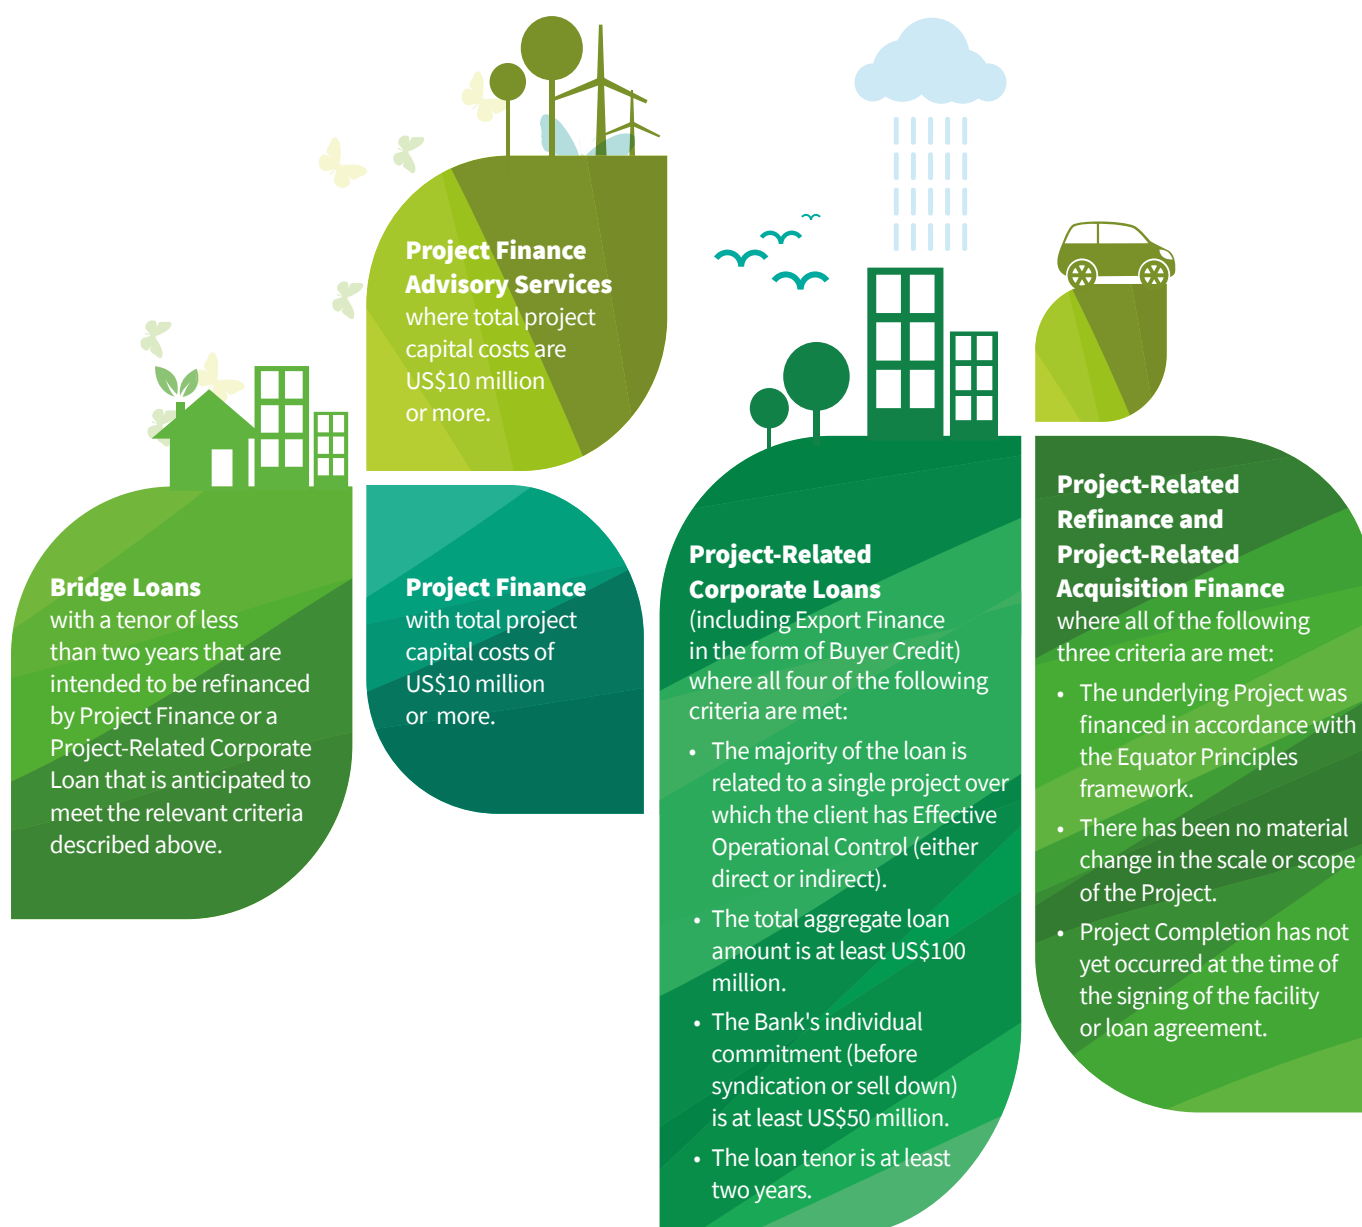 Project Finance
Advisory Services
where total project
capital costs are
US$10 million
or more.
Bridge Loans
with a tenor of less
than two years that are
intended to be refinanced
by Project Finance or a
Project-Related Corporate
Loan that is anticipated to
meet the relevant criteria
described above.
Project Finance
with total project
capital costs of
US$10 million
or more.
Project-Related
Corporate Loans
(including Export Finance
in the form of Buyer Credit)
where all four of the following
criteria are met:
• The majority of the loan is
related to a single project over
which the client has Effective
Operational Control (either
direct or indirect).
• The total aggregate loan
amount is at least US$100
million.
• The Bank's individual
commitment (before
syndication or sell down)
is at least US$50 million.
• The loan tenor is at least
two years.
Project-Related
Refinance and
Project-Related
Acquisition Finance
where all of the following
three criteria are met:
• The underlying Project was
financed in accordance with
the Equator Principles
framework.
• There has been no material
change in the scale or scope
of the Project.
• Project Completion has not
yet occurred at the time of
the signing of the facility
or loan agreement.